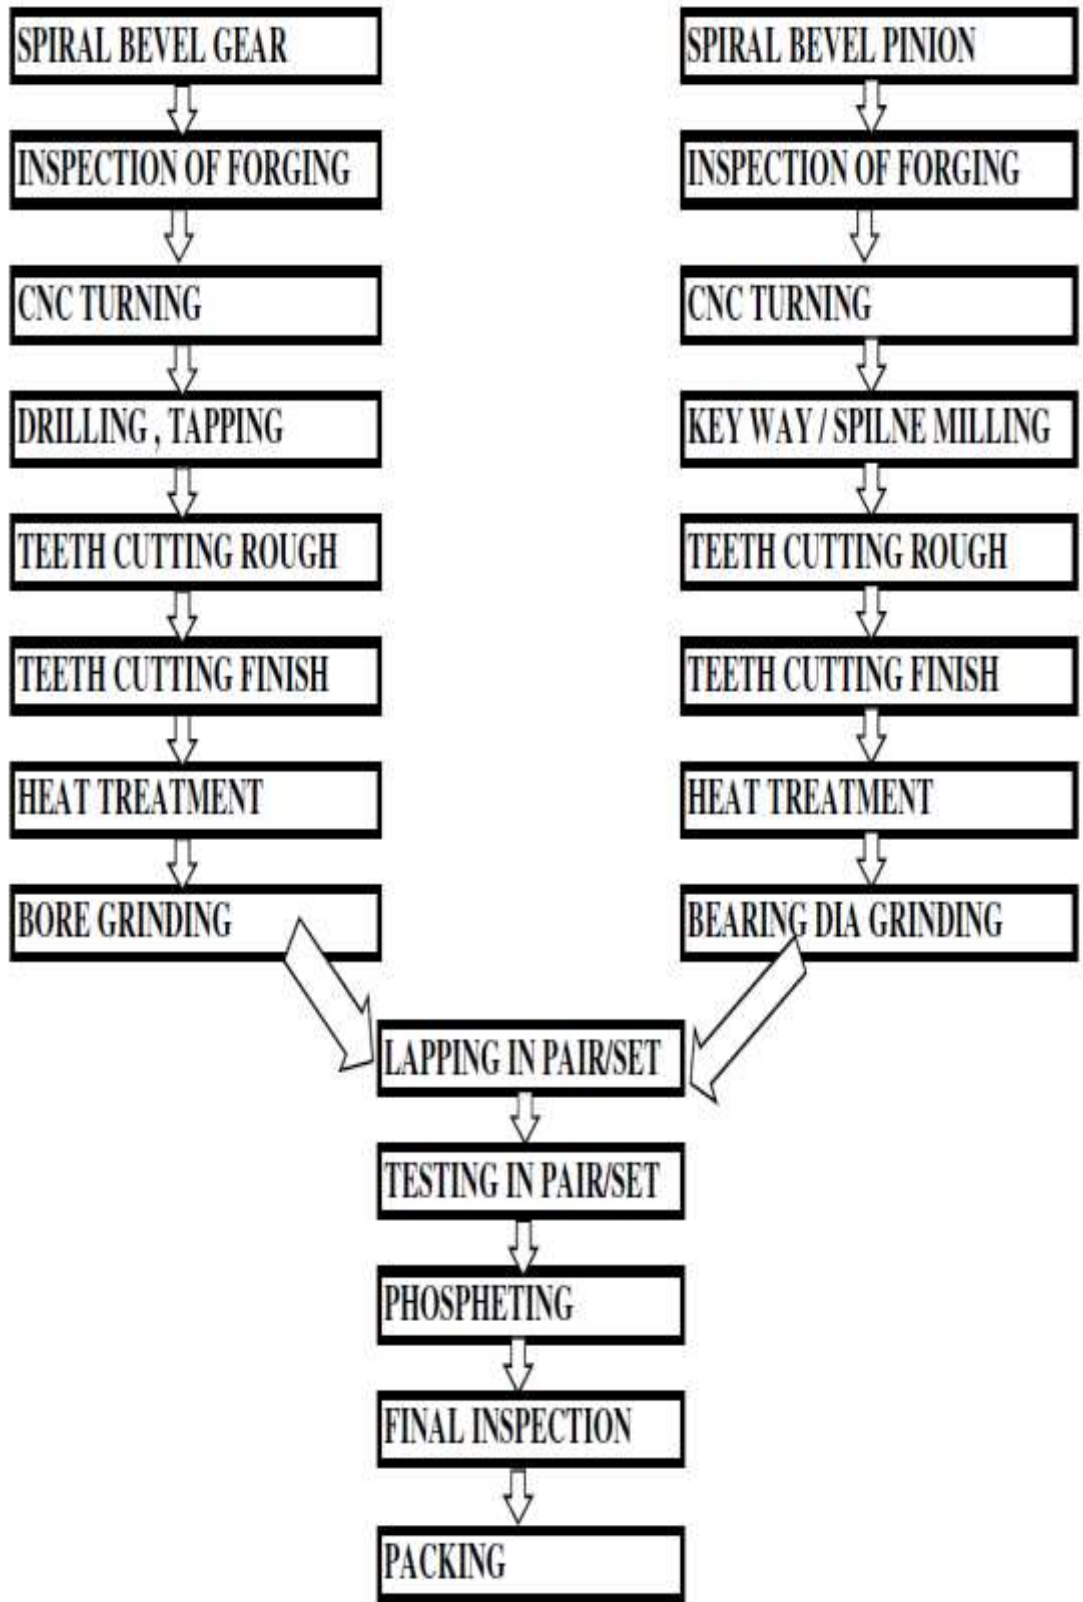 SPIRAL BEVEL GEAR
INSPECTION OF FORGING
CNC TURNING
DRILLING , TAPPING
TEETH CUTTING ROUGH
TEETH CUTTING FINISH
HEAT TREATMENT
BORE GRINDING
SPIRAL BEVEL PINION
INSPECTION OF FORGING
CNC TURNING
KEY WAY / SPILNE MILLING
TEETH CUTTING ROUGH
TEETH CUTTING FINISH
HEAT TREATMENT
BEARING DIA GRINDING
LAPPING IN PAIR/SET
TESTING IN PAIR/SET
PHOSPHETING
FINAL INSPECTION
PACKING